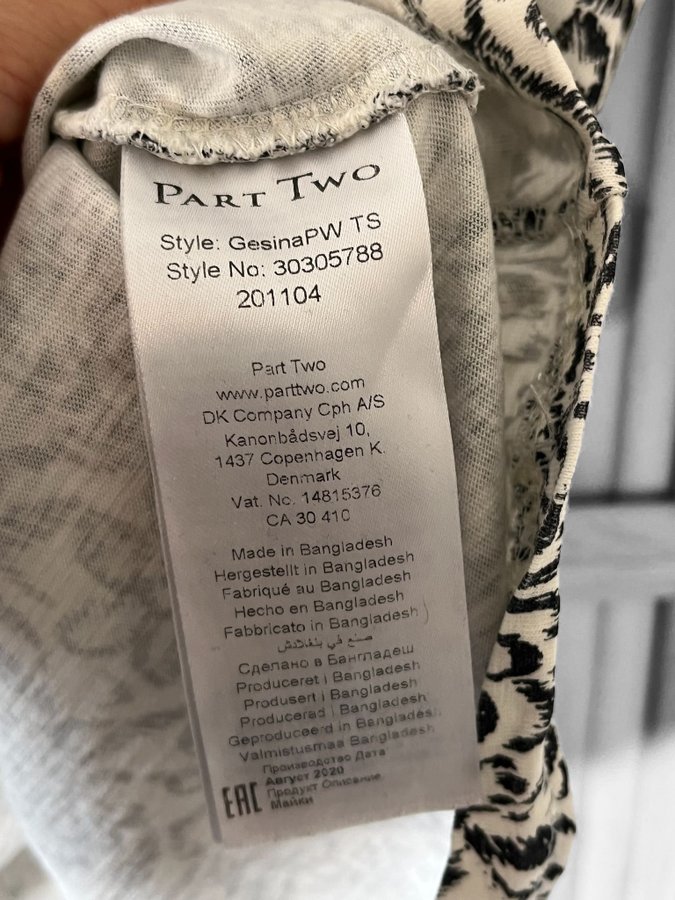 PART TWO
Style: GesinaPW TS
Style No: 30305788
201104
Part Two
www.parttwo.com
DK Company Cph A/S
Kanonbådsvej 10,
1437 Copenhagen K.
Denmark
Vat. No. 14815376
CA 30 410
Made in Bangladesh
Hergestellt in Bangladesh
Fabriqué au Bangladesh
Hecho en Bangladesh
Fabbricato in Bangladesh
صنع في بنغلادش
Сделано в Бангладеш
Produceret i Bangladesh
Produsert i Bangladesh
Producerad i Bangladesh
Geproduceerd in Bangladesh
Valmistusmaa Bangladesh
Производство Дата
Август 2020
Продукт Описание
Майки
EAC